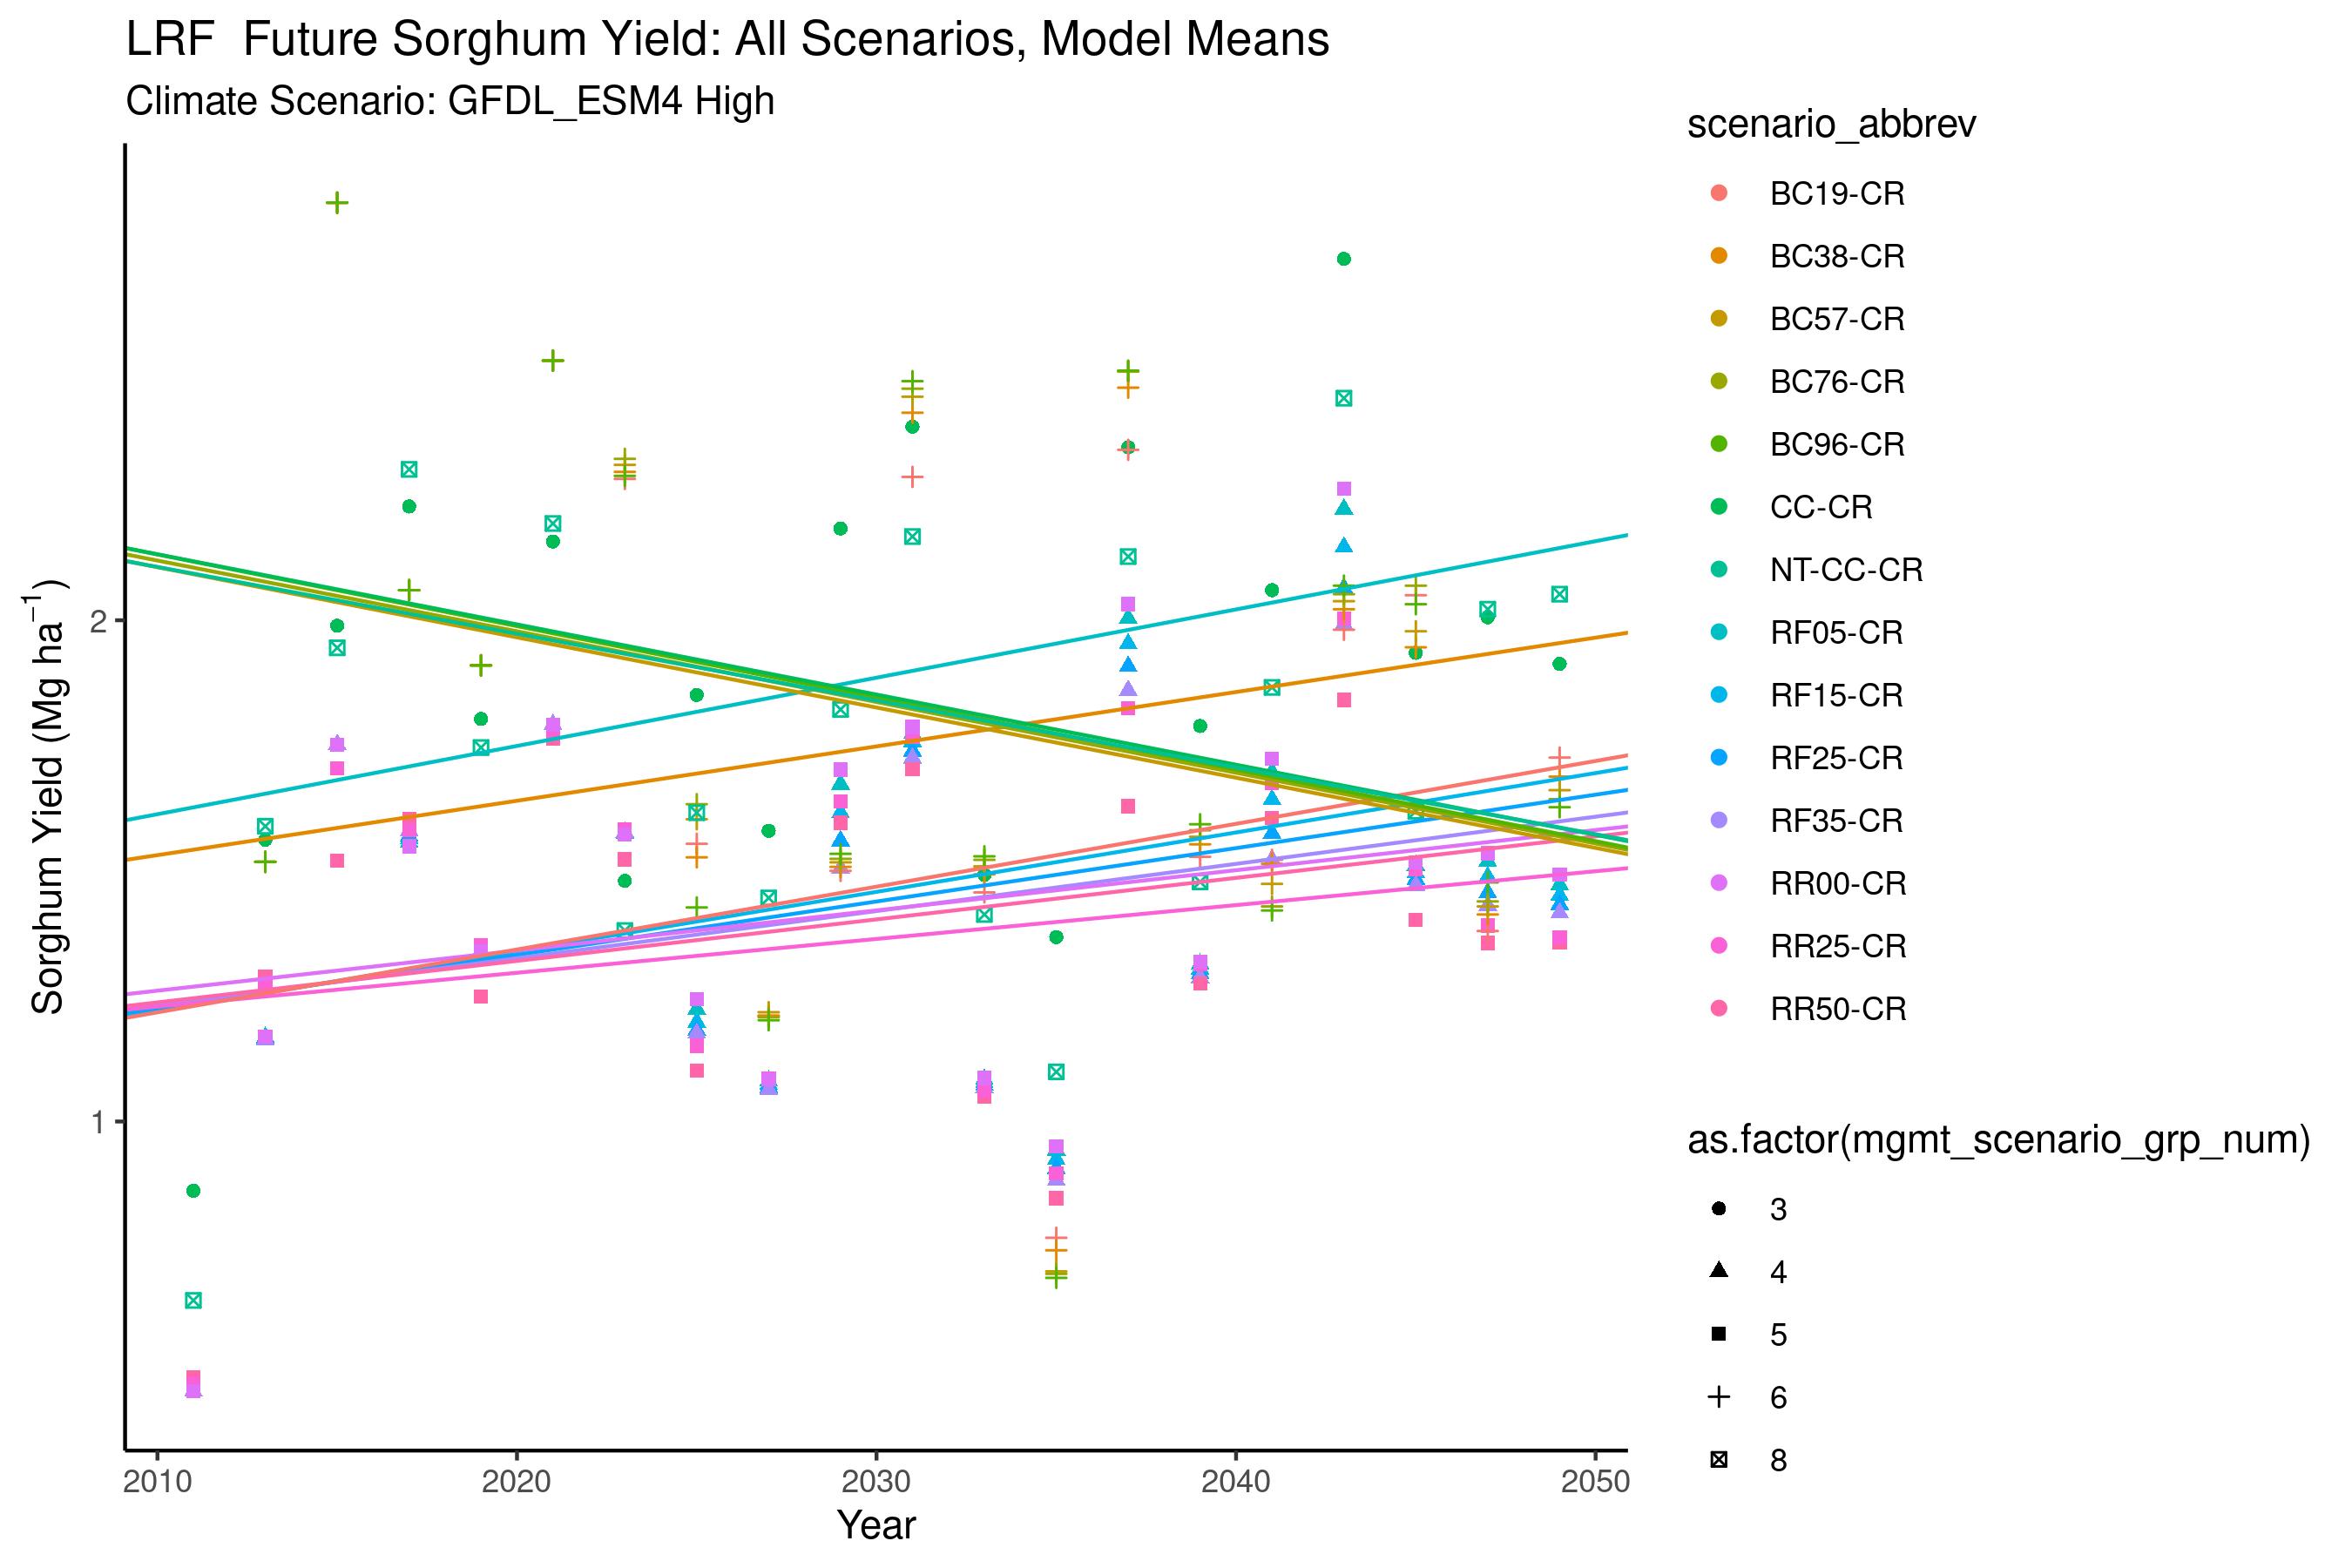 LRF  Future Sorghum Yield: All Scenarios, Model Means
Climate Scenario: GFDL_ESM4 High
Sorghum Yield (Mg ha⁻¹)
2
1
2010
2020
2030
2040
2050
Year
scenario_abbrev
BC19-CR
BC38-CR
BC57-CR
BC76-CR
BC96-CR
CC-CR
NT-CC-CR
RF05-CR
RF15-CR
RF25-CR
RF35-CR
RR00-CR
RR25-CR
RR50-CR
as.factor(mgmt_scenario_grp_num)
3
4
5
6
8